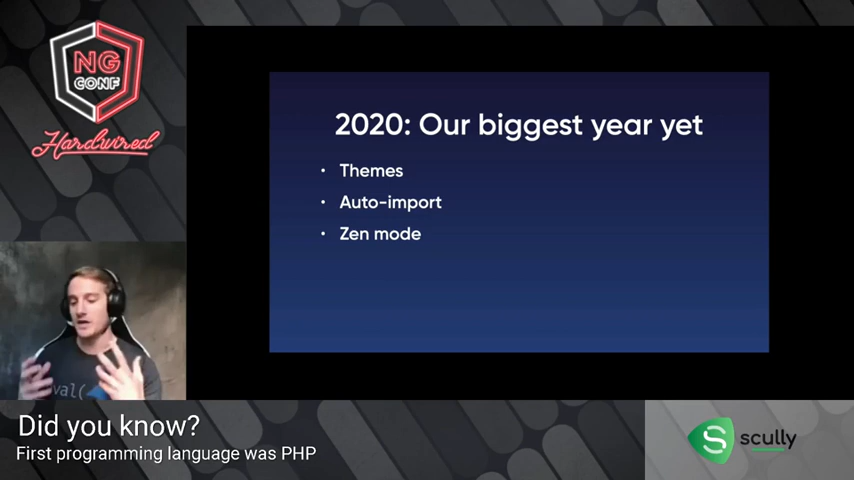 NG
CONF
Hardwired
2020: Our biggest year yet
• Themes
• Auto-import
• Zen mode
val(
Did you know?
First programming language was PHP
S scully